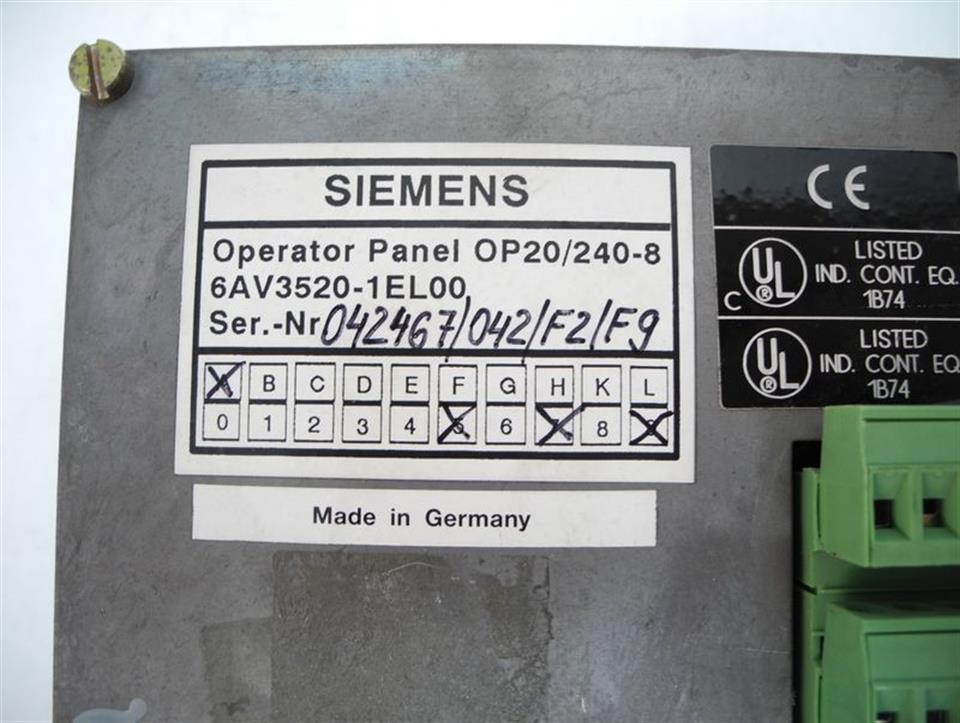 SIEMENS
Operator Panel OP20/240-8
6AV3520-1EL00
Ser.-Nr 042467/042/F2/F9
A B C D E F G H K L
0 1 2 3 4 5 6 7 8 9
Made in Germany
CE
C UL ®
LISTED
IND. CONT. EQ.
1B74
UL ®
LISTED
IND. CONT. EQ.
1B74